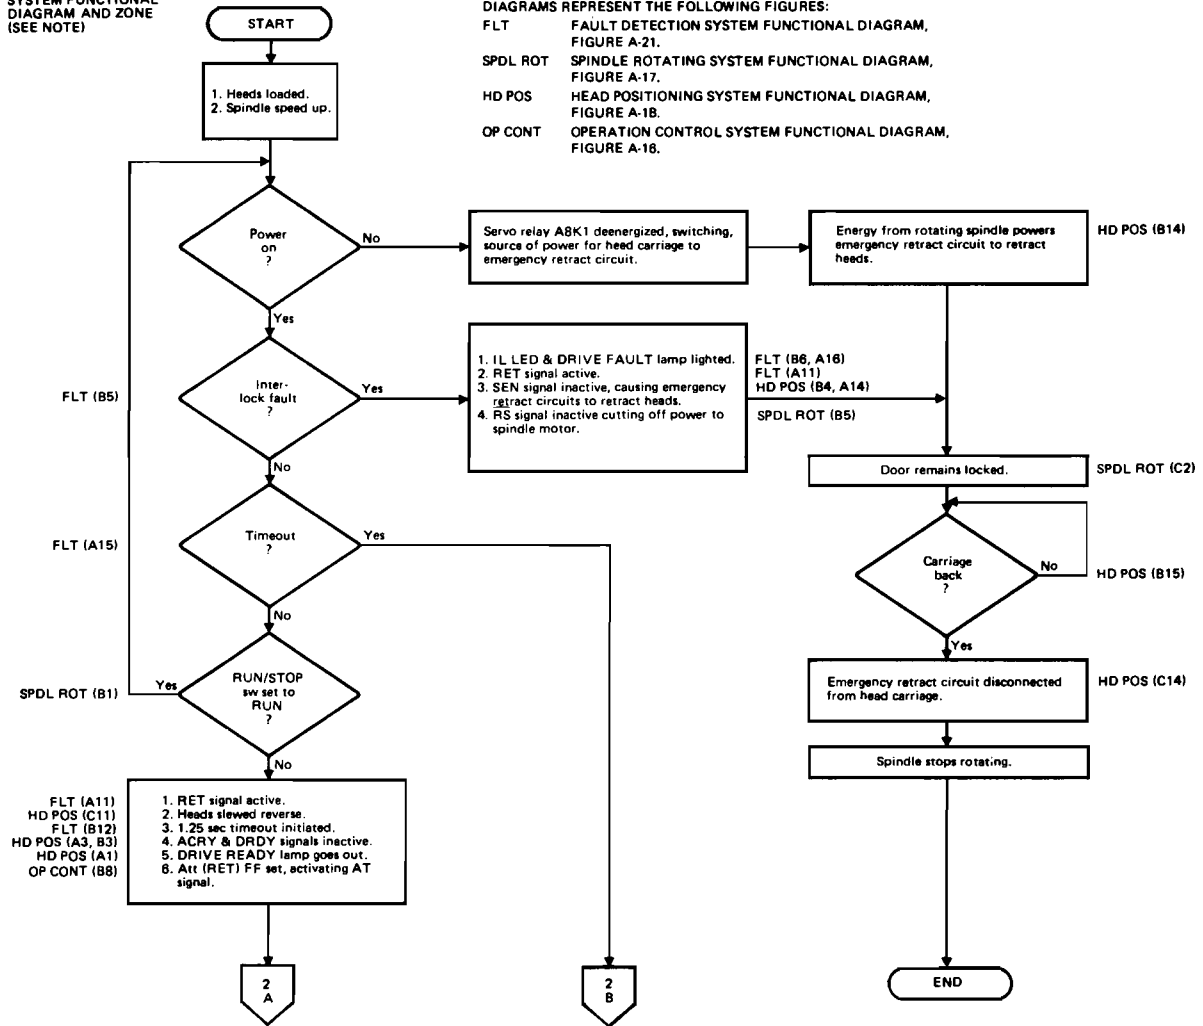 SYSTEM FUNCTIONAL
DIAGRAM AND ZONE
(SEE NOTE)
DIAGRAMS REPRESENT THE FOLLOWING FIGURES:
FLT FAULT DETECTION SYSTEM FUNCTIONAL DIAGRAM,
FIGURE A-21.
SPDL ROT SPINDLE ROTATING SYSTEM FUNCTIONAL DIAGRAM,
FIGURE A-17.
HD POS HEAD POSITIONING SYSTEM FUNCTIONAL DIAGRAM,
FIGURE A-18.
OP CONT OPERATION CONTROL SYSTEM FUNCTIONAL DIAGRAM,
FIGURE A-16.
START
1. Heeds loaded.
2. Spindle speed up.
Power
on
?
No
Yes
Servo relay A8K1 deenergized, switching,
source of power for heed carriage to
emergency retract circuit.
Energy from rotating spindle powers
emergency retract circuit to retract
heeds.
HD POS (B14)
FLT (B5)
Inter-
lock fault
?
Yes
No
1. IL LED & DRIVE FAULT lamp lighted.
2. RET signal active.
3. SEN signal inactive, causing emergency
retract circuits to retract heads.
4. RS signal inactive cutting off power to
spindle motor.
FLT (B6, A16)
FLT (A11)
HD POS (B4, A14)
SPDL ROT (B5)
Door remains locked.
SPDL ROT (C2)
FLT (A15)
Timeout
?
Yes
No
Carriage
back
?
No
Yes
HD POS (B15)
SPDL ROT (B1)
RUN/STOP
sw set to
RUN
?
Yes
No
Emergency retract circuit disconnected
from head carriage.
HD POS (C14)
Spindle stops rotating.
FLT (A11)
HD POS (C11)
FLT (B12)
HD POS (A3, B3)
HD POS (A1)
OP CONT (B8)
1. RET signal active.
2. Heads slewed reverse.
3. 1.25 sec timeout initiated.
4. ACRY & DRDY signals inactive.
5. DRIVE READY lamp goes out.
6. Att (RET) FF set, activating AT
signal.
2
A
2
B
END